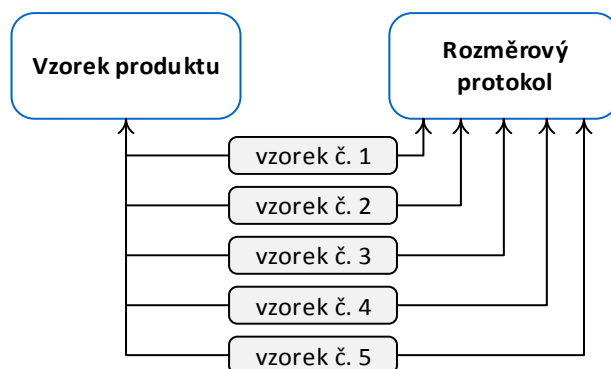 Vzorek produktu
Rozměrový
protokol
vzorek č. 1
vzorek č. 2
vzorek č. 3
vzorek č. 4
vzorek č. 5